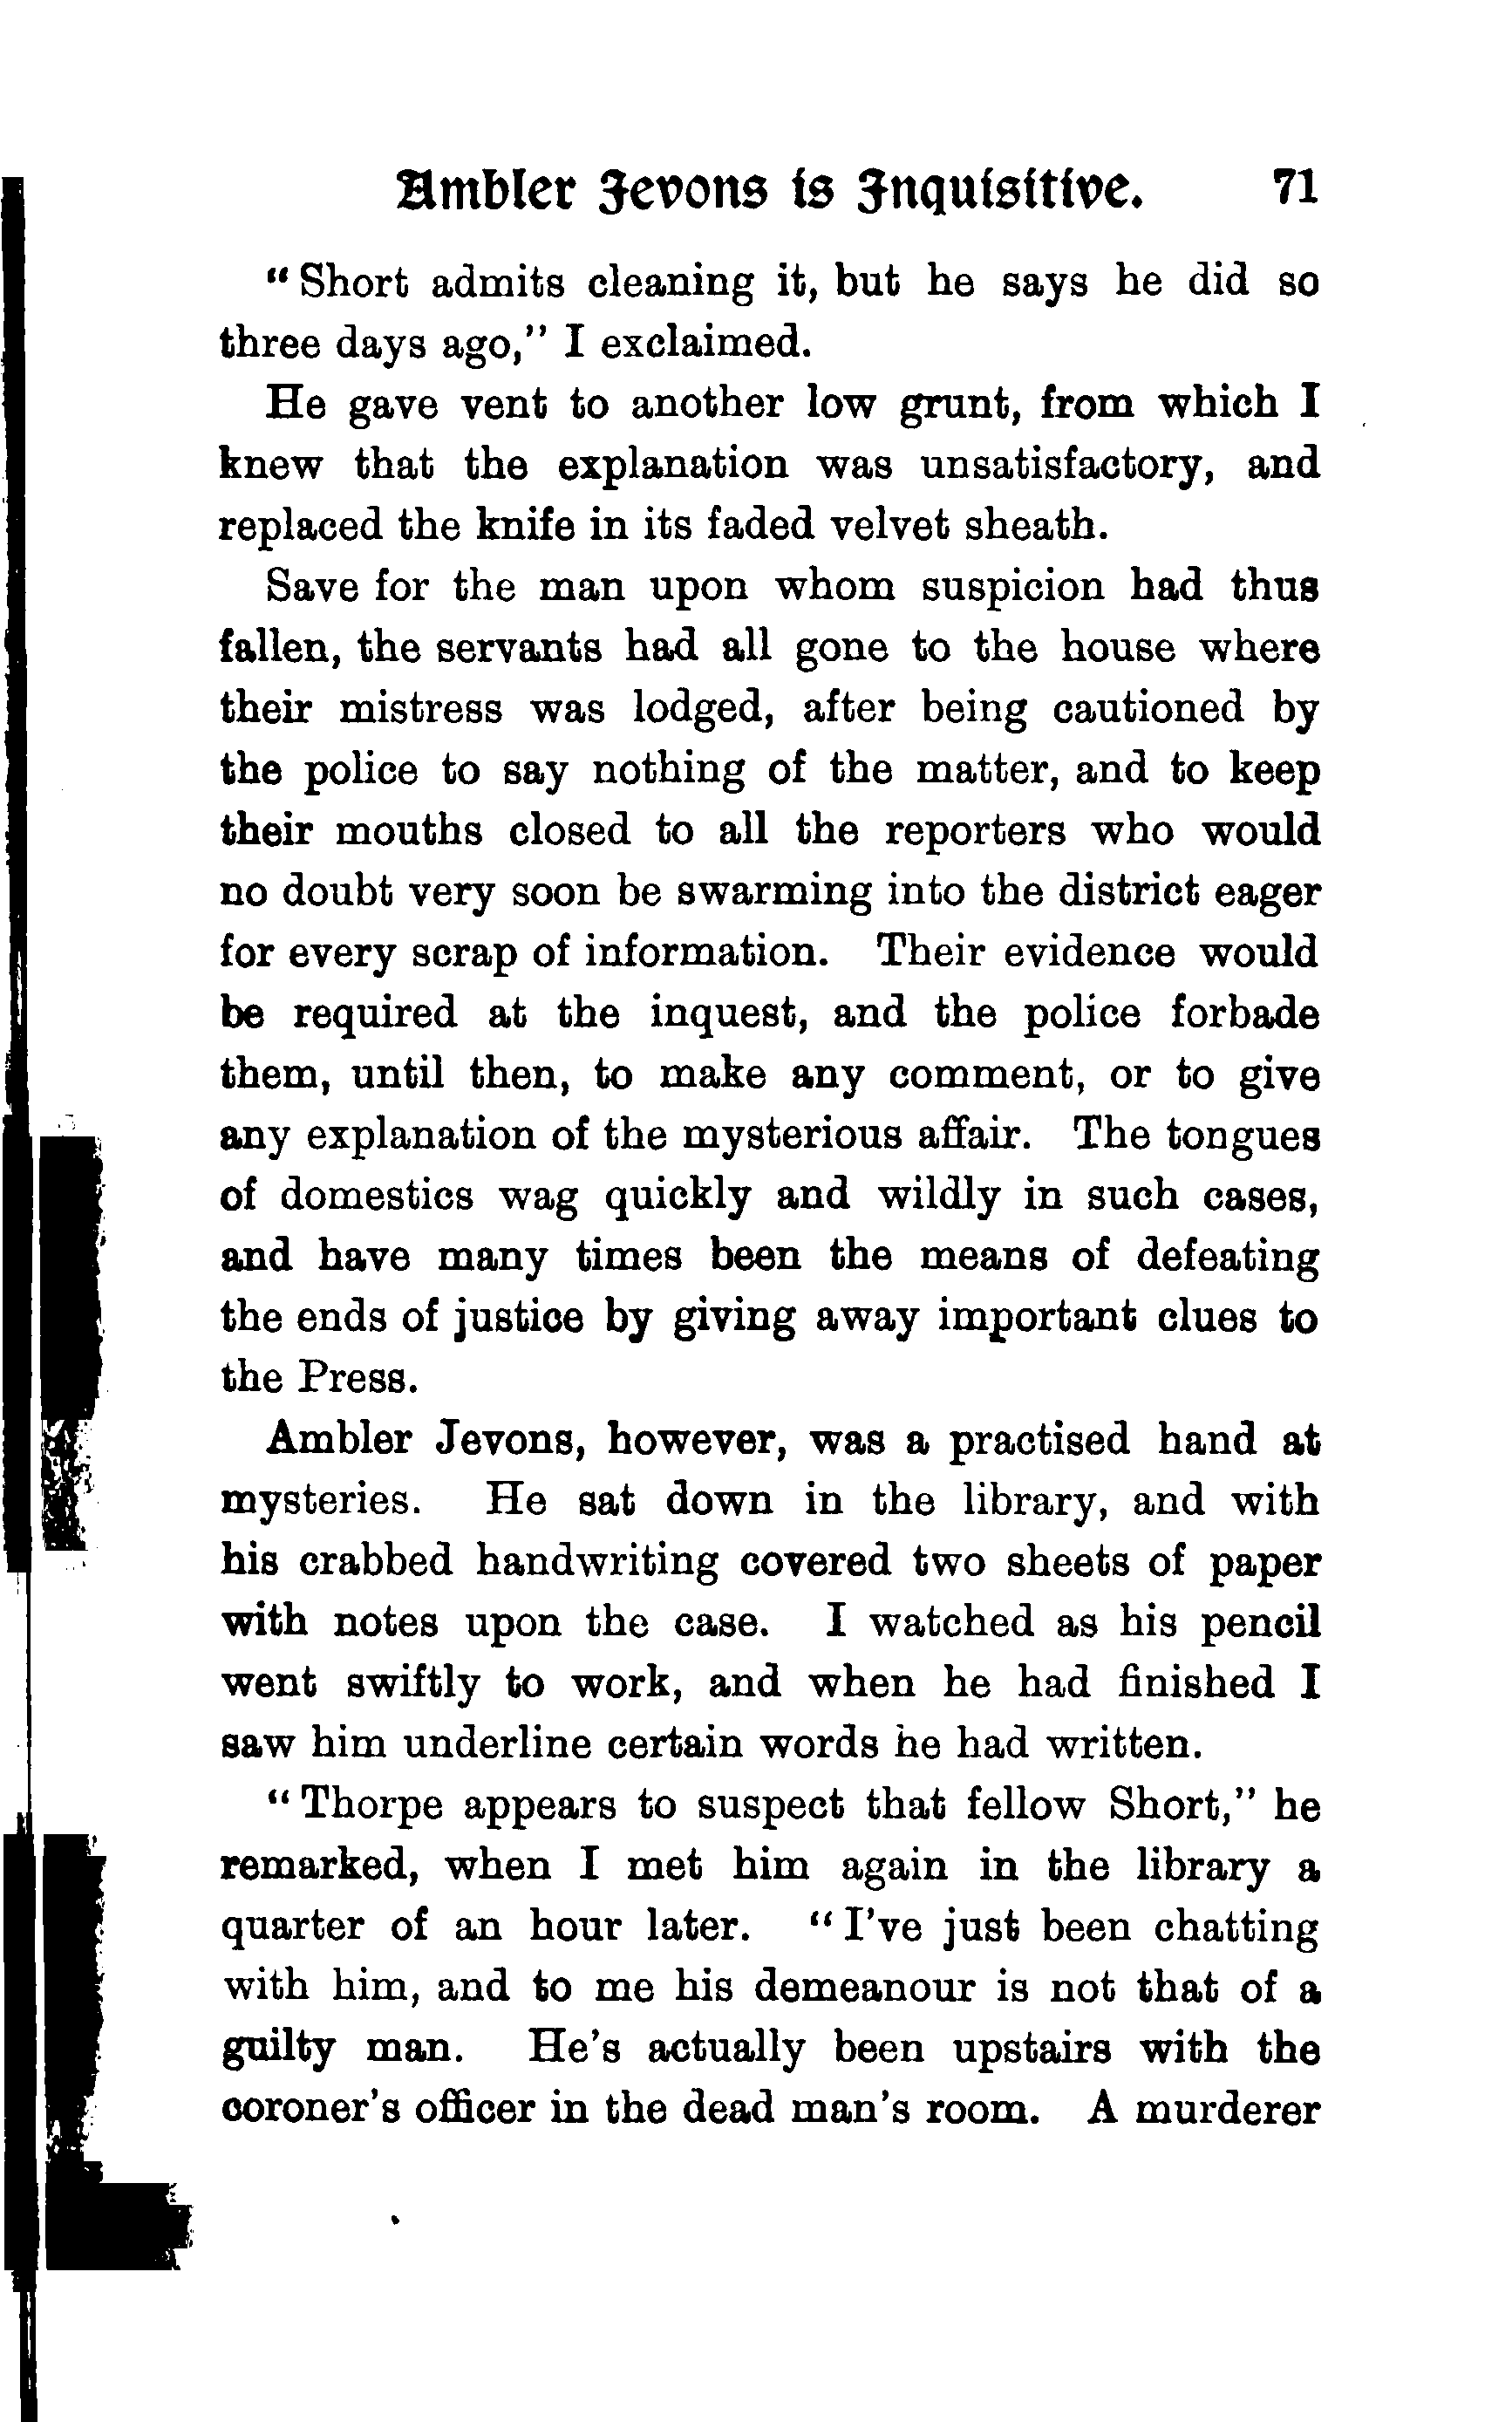 Ambler Jevons is Inquisitive. 71
"Short admits cleaning it, but he says he did so
three days ago," I exclaimed.
He gave vent to another low grunt, from which I
knew that the explanation was unsatisfactory, and
replaced the knife in its faded velvet sheath.
Save for the man upon whom suspicion had thus
fallen, the servants had all gone to the house where
their mistress was lodged, after being cautioned by
the police to say nothing of the matter, and to keep
their mouths closed to all the reporters who would
no doubt very soon be swarming into the district eager
for every scrap of information. Their evidence would
be required at the inquest, and the police forbade
them, until then, to make any comment, or to give
any explanation of the mysterious affair. The tongues
of domestics wag quickly and wildly in such cases,
and have many times been the means of defeating
the ends of justice by giving away important clues to
the Press.
Ambler Jevons, however, was a practised hand at
mysteries. He sat down in the library, and with
his crabbed handwriting covered two sheets of paper
with notes upon the case. I watched as his pencil
went swiftly to work, and when he had finished I
saw him underline certain words he had written.
"Thorpe appears to suspect that fellow Short," he
remarked, when I met him again in the library a
quarter of an hour later. "I've just been chatting
with him, and to me his demeanour is not that of a
guilty man. He's actually been upstairs with the
coroner's officer in the dead man's room. A murderer